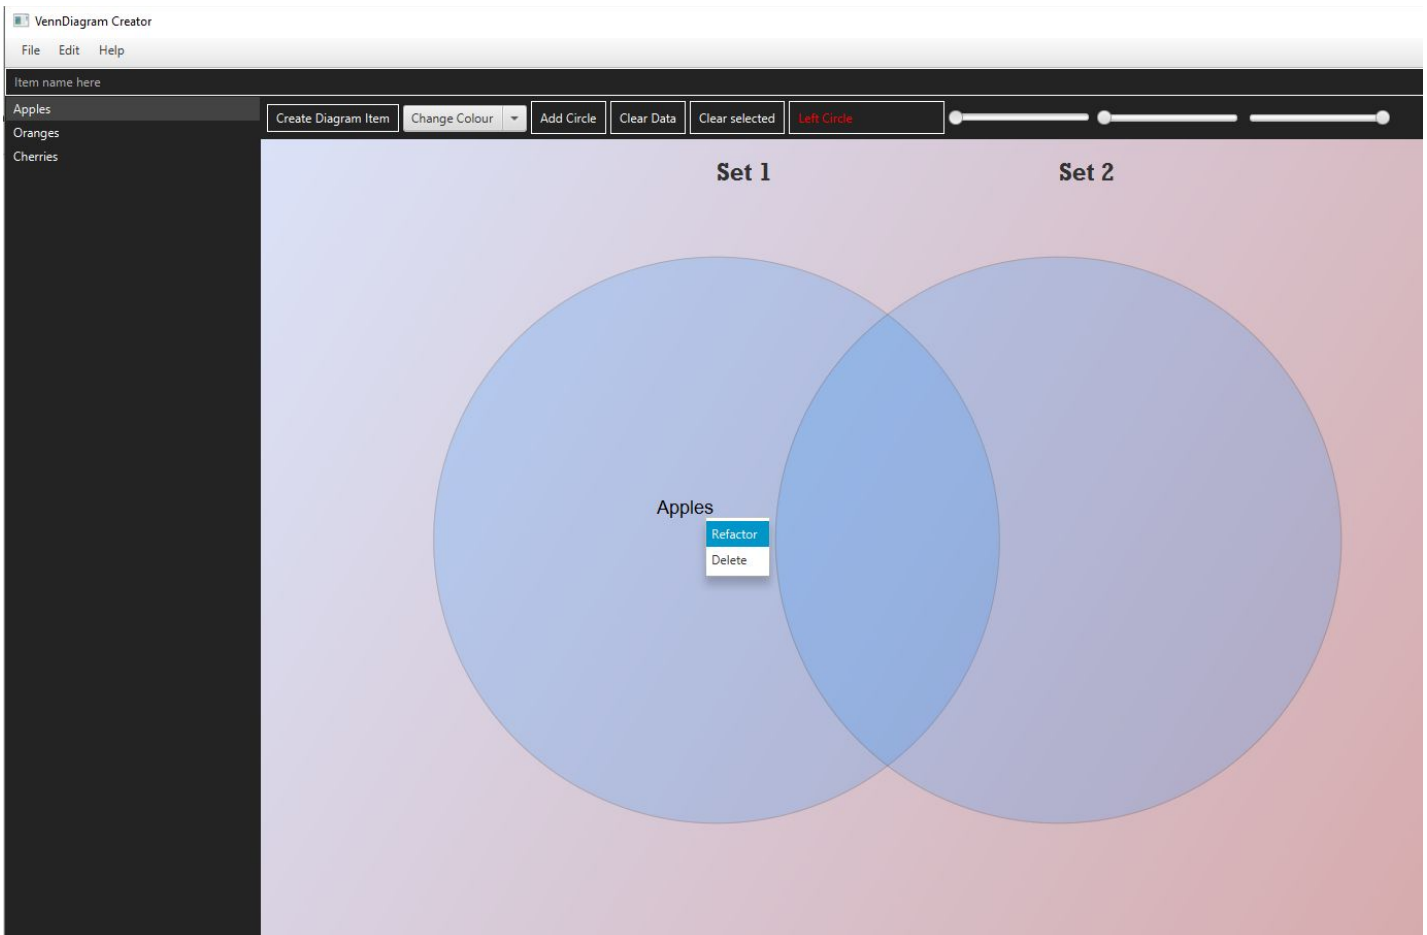 VennDiagram Creator
File Edit Help
Item name here
Apples
Oranges
Cherries
Create Diagram Item Change Colour Add Circle Clear Data Clear selected Left Circle
Set 1 Set 2
Apples
Refactor
Delete